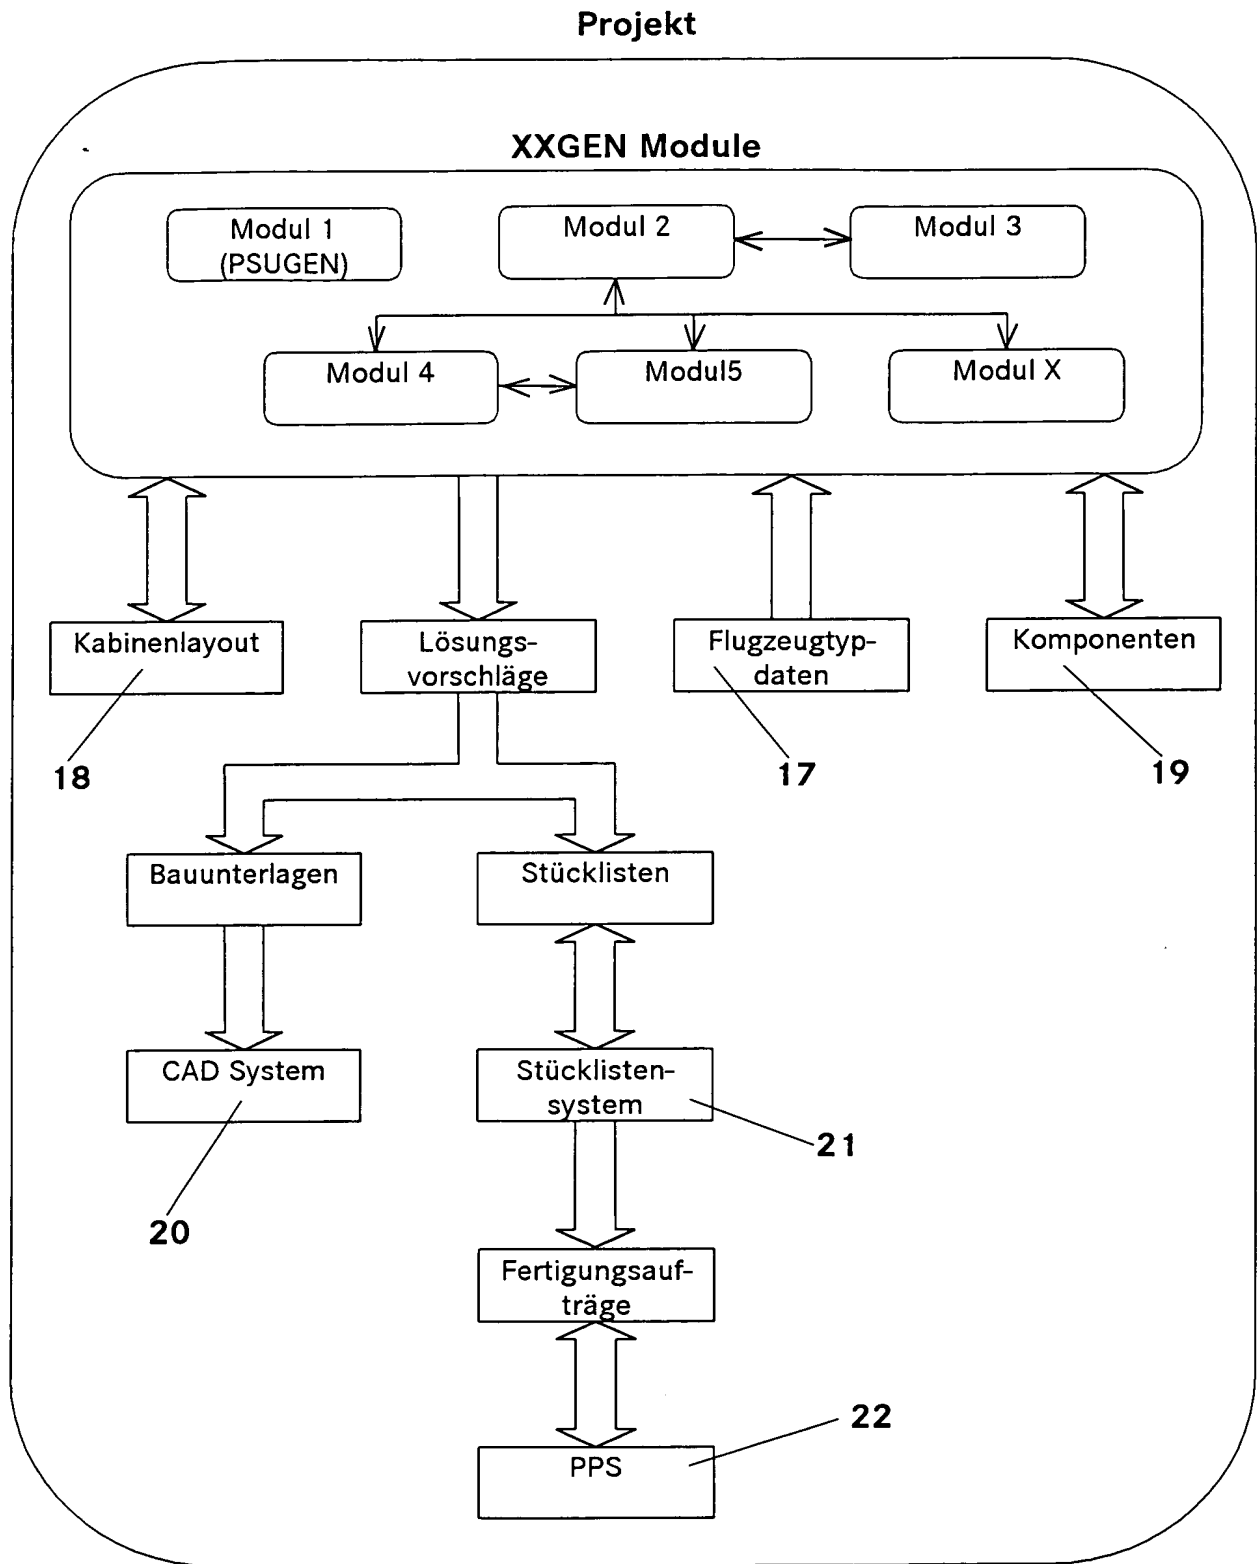 Projekt
XXGEN Module
Modul 1
(PSUGEN)
Modul 2
Modul 3
Modul 4
Modul5
Modul X
Kabinenlayout
Lösungs-
vorschläge
Flugzeugtyp-
daten
Komponenten
18
17
19
Bauunterlagen
Stücklisten
CAD System
Stücklisten-
system
21
20
Fertigungsauf-
träge
22
PPS